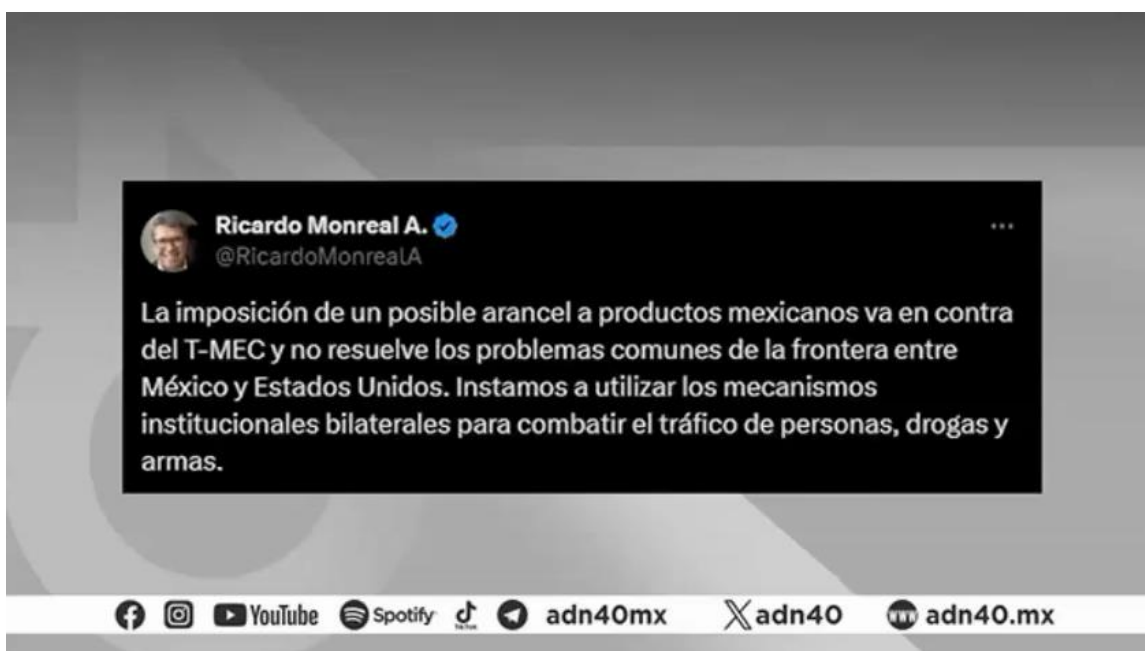 Ricardo Monreal A.
@RicardoMonrealA
La imposición de un posible arancel a productos mexicanos va en contra
del T-MEC y no resuelve los problemas comunes de la frontera entre
México y Estados Unidos. Instamos a utilizar los mecanismos
institucionales bilaterales para combatir el tráfico de personas, drogas y
armas.
YouTube Spotify TikTok adn40mx X adn40 www adn40.mx